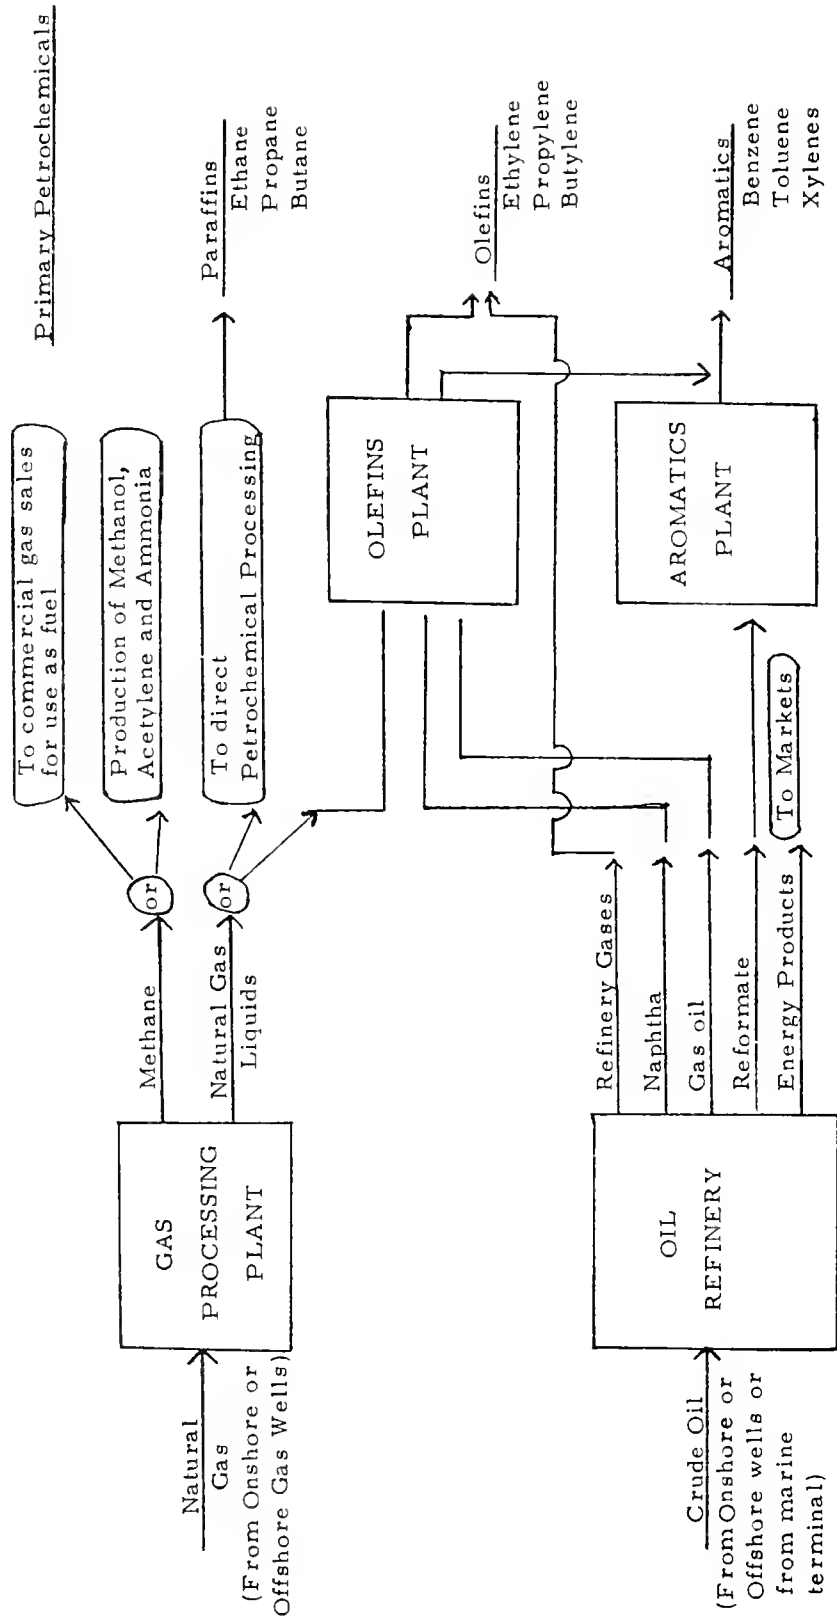 Primary Petrochemicals
To commercial gas sales
for use as fuel
Production of Methanol,
Acetylene and Ammonia
To direct
Petrochemical Processing
Paraffins
Ethane
Propane
Butane
or
or
Methane
Natural Gas
Liquids
GAS
PROCESSING
PLANT
Natural
Gas
(From Onshore or
Offshore Gas Wells)
OLEFINS
PLANT
Olefins
Ethylene
Propylene
Butylene
Refinery Gases
Naphtha
Gas oil
Reformate
Energy Products
To Markets
AROMATICS
PLANT
Aromatics
Benzene
Toluene
Xylenes
OIL
REFINERY
Crude Oil
(From Onshore or
Offshore wells or
from marine
terminal)